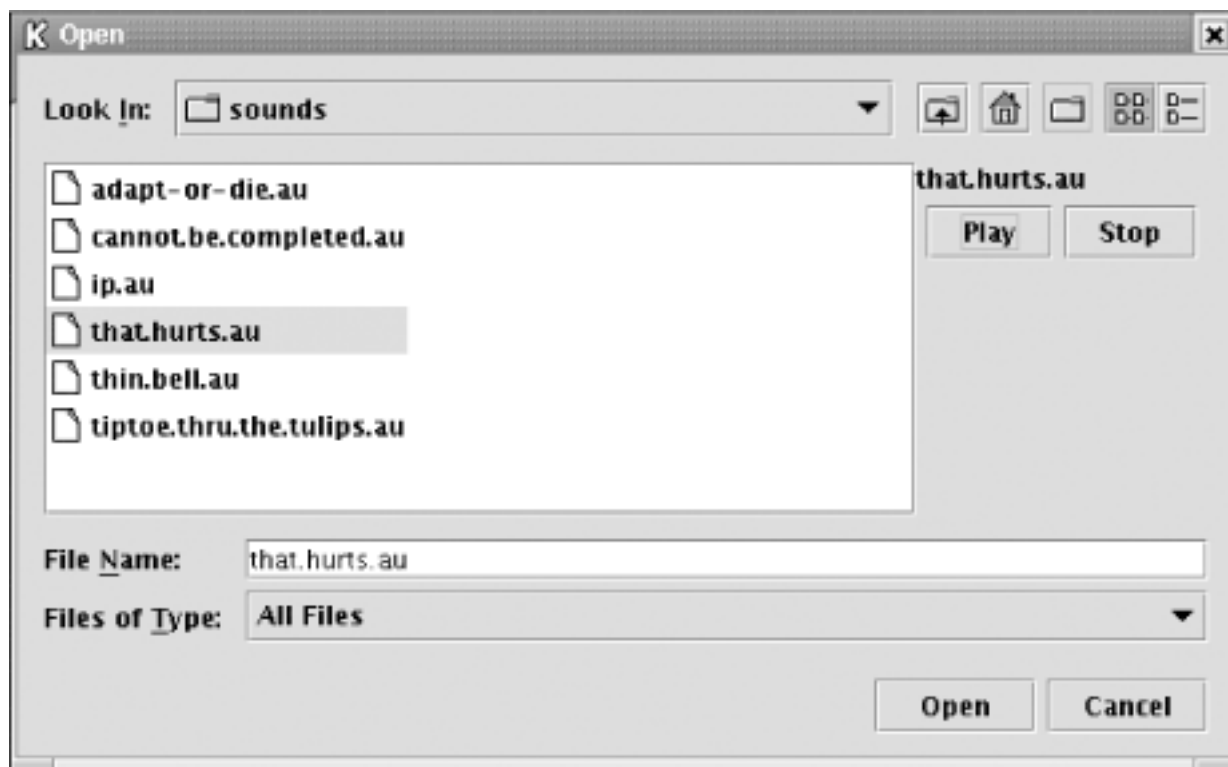 K Open
Look In: sounds
adapt-or-die.au
cannot.be.completed.au
ip.au
that.hurts.au
thin.bell.au
tiptoe.thru.the.tulips.au
that.hurts.au
Play Stop
File Name: that.hurts.au
Files of Type: All Files
Open Cancel